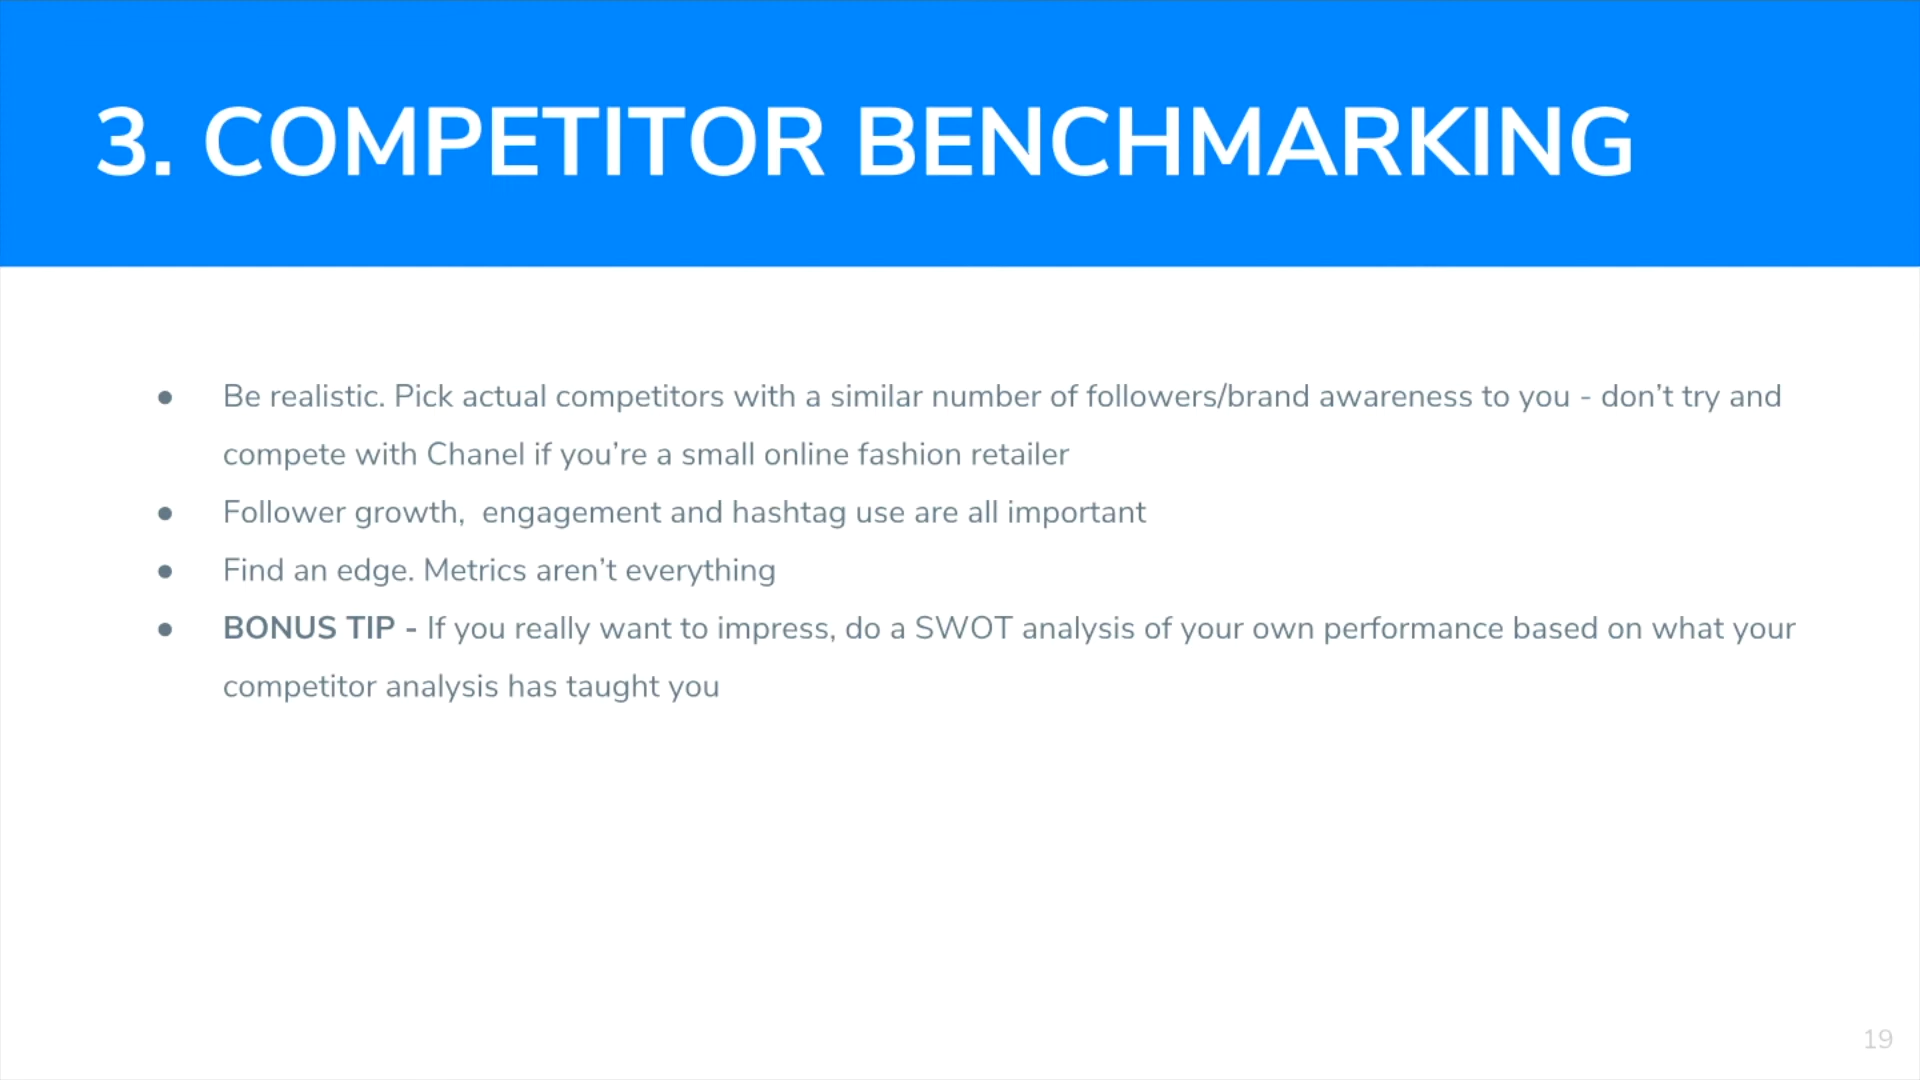 3. COMPETITOR BENCHMARKING
● Be realistic. Pick actual competitors with a similar number of followers/brand awareness to you - don’t try and
compete with Chanel if you’re a small online fashion retailer
● Follower growth,  engagement and hashtag use are all important
● Find an edge. Metrics aren’t everything
● BONUS TIP - If you really want to impress, do a SWOT analysis of your own performance based on what your
competitor analysis has taught you
19